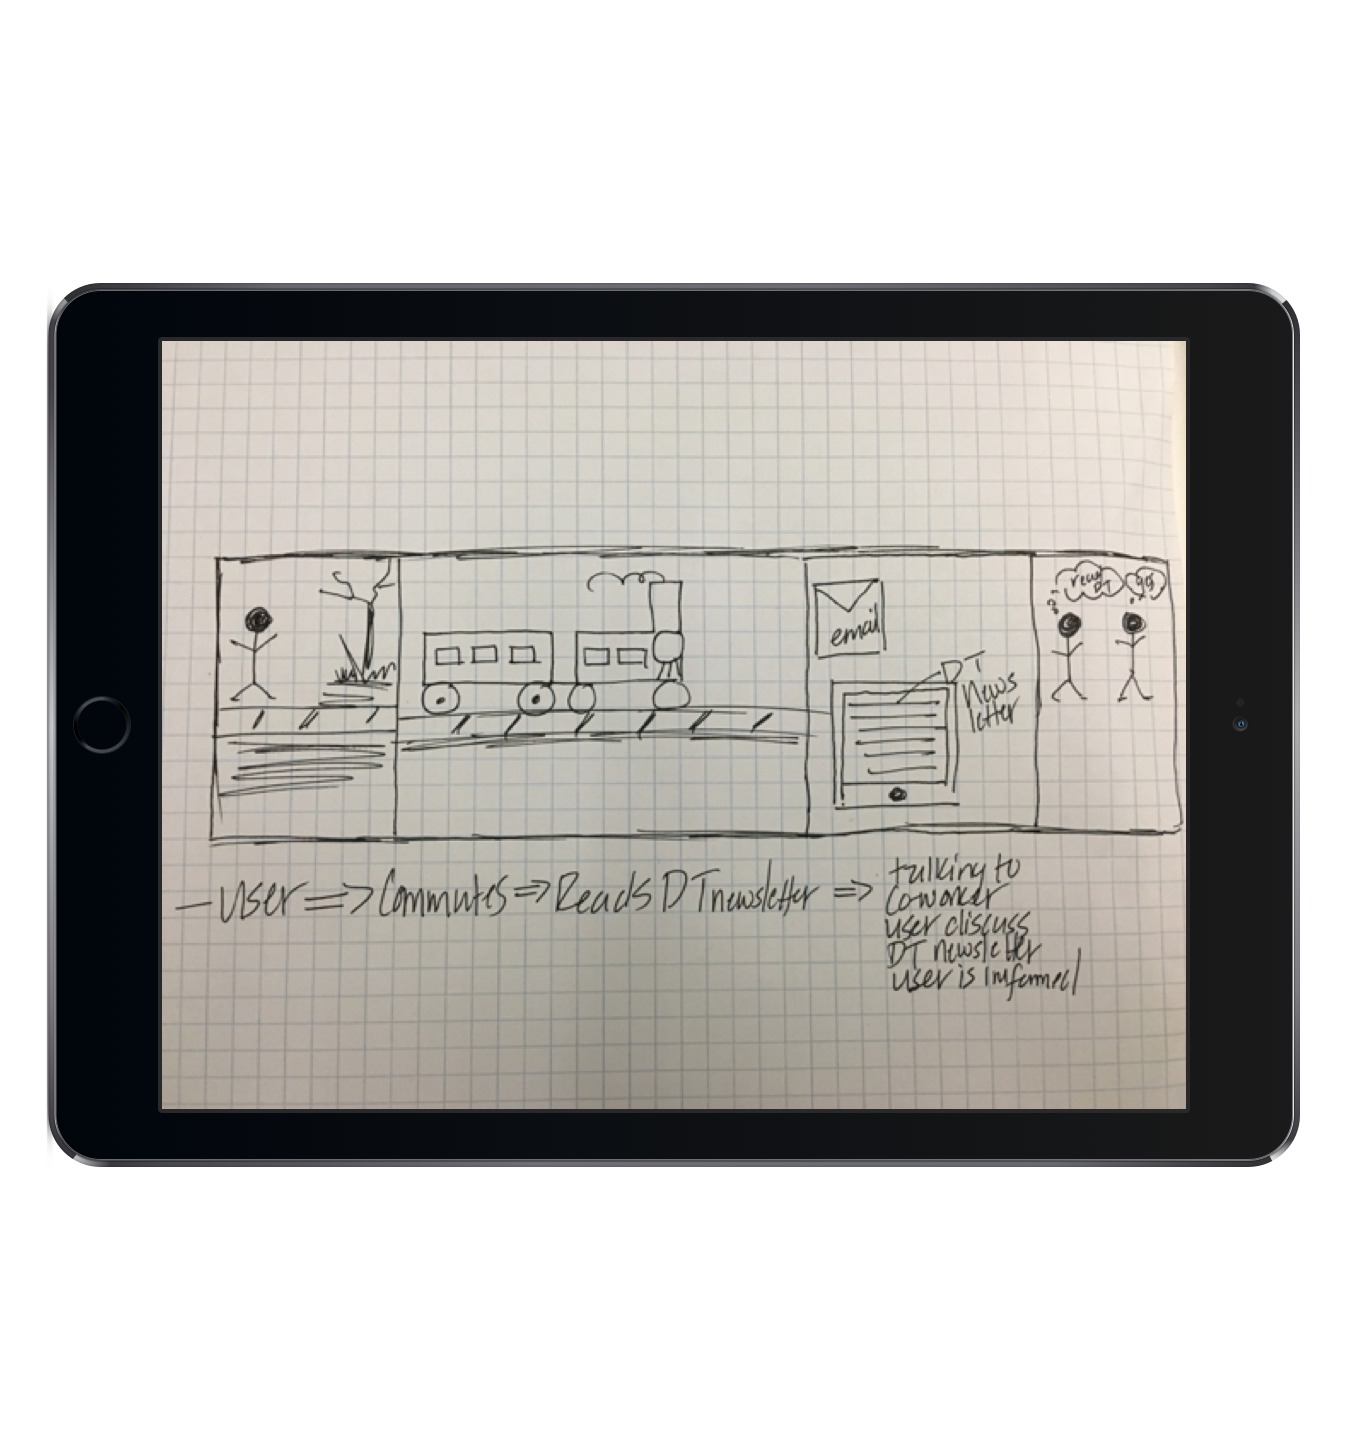 email
DT
News
letter
DT
- User => Commutes => Reads DT newsletter =>
talking to
coworker
user discuss
DT newsletter
user is informed